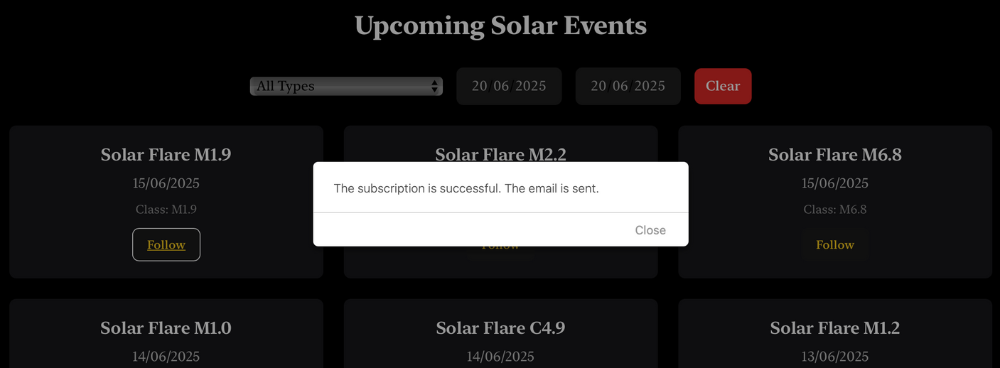 Upcoming Solar Events
All Types
20/06/2025
20/06/2025
Clear
Solar Flare M1.9
15/06/2025
Class: M1.9
Follow
Solar Flare M2.2
Follow
Solar Flare M6.8
15/06/2025
Class: M6.8
Follow
The subscription is successful. The email is sent.
Close
Solar Flare M1.0
14/06/2025
Solar Flare C4.9
14/06/2025
Solar Flare M1.2
13/06/2025